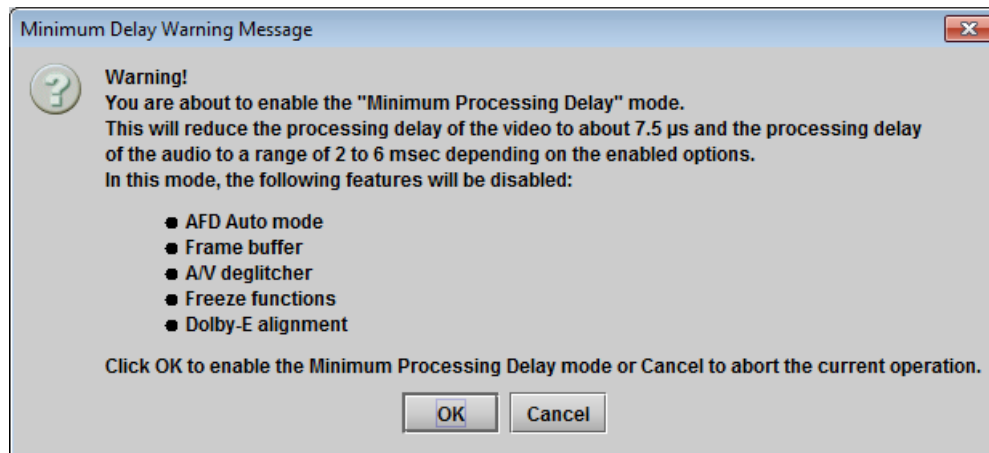 Minimum Delay Warning Message
Warning!
You are about to enable the "Minimum Processing Delay" mode.
This will reduce the processing delay of the video to about 7.5 µs and the processing delay
of the audio to a range of 2 to 6 msec depending on the enabled options.
In this mode, the following features will be disabled:
● AFD Auto mode
● Frame buffer
● A/V deglitcher
● Freeze functions
● Dolby-E alignment
Click OK to enable the Minimum Processing Delay mode or Cancel to abort the current operation.
OK Cancel